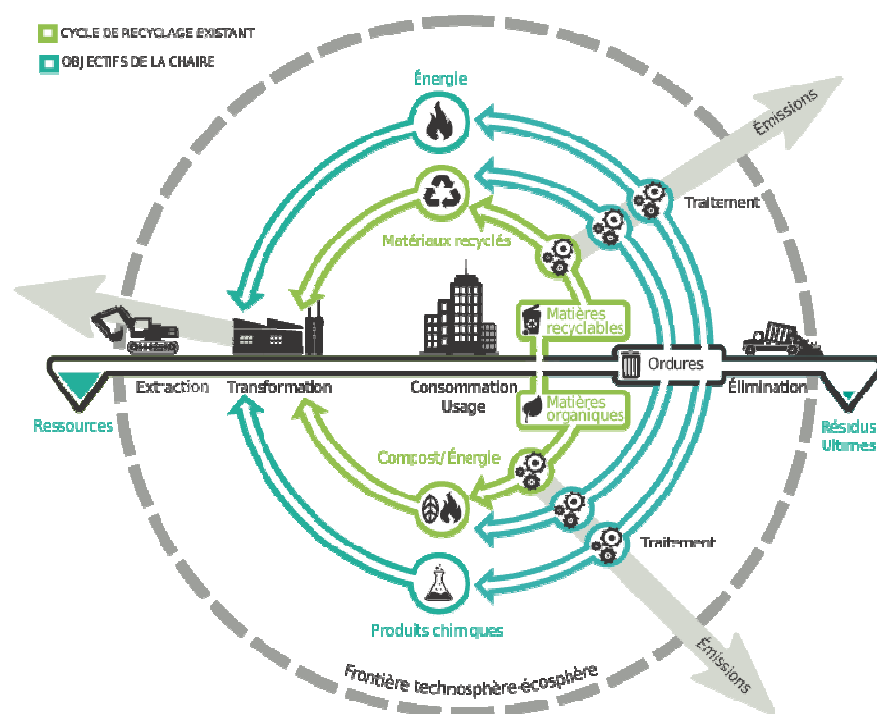 CYCLE DE RECYCLAGE EXISTANT
OBJECTIFS DE LA CHAIRE
Énergie
Émissions
Traitement
Matériaux recyclés
Matières
recyclables
Ordures
Extraction
Transformation
Consommation
Usage
Élimination
Matières
organiques
Ressources
Résidus
Ultimes
Compost/Énergie
Traitement
Produits chimques
Émissions
Frontière technosphère-écosphère